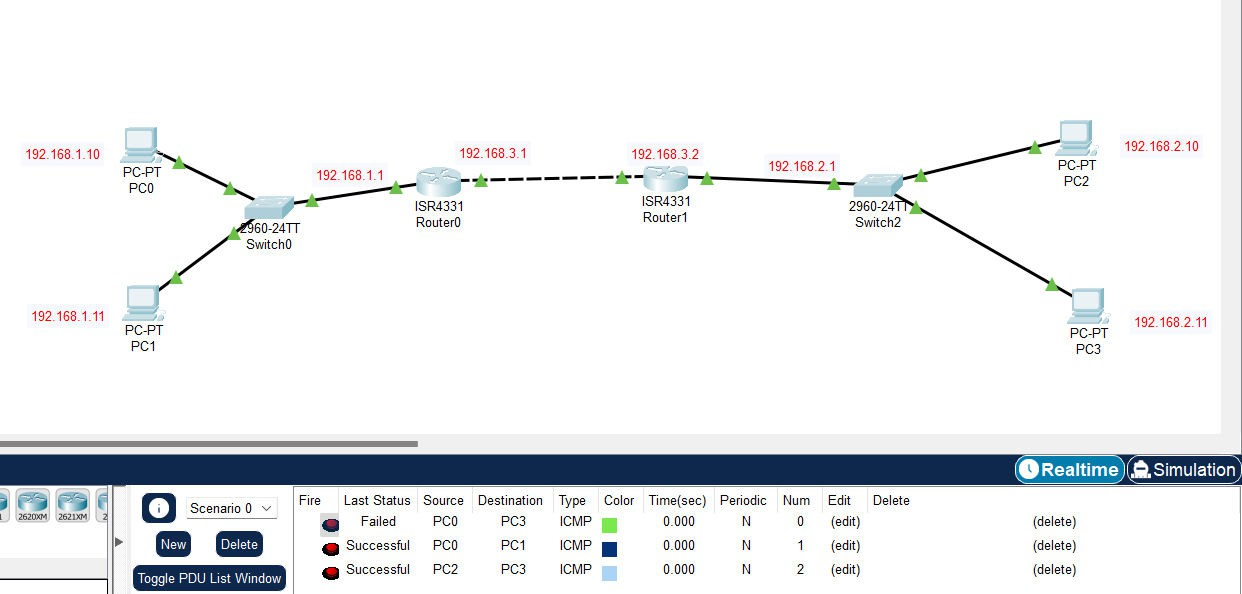 192.168.1.10
PC-PT
PC0
192.168.1.1
192.168.3.1
ISR4331
Router0
192.168.3.2
ISR4331
Router1
192.168.2.1
2960-24TT
Switch2
PC-PT
PC2
192.168.2.10
2960-24TT
Switch0
192.168.1.11
PC-PT
PC1
PC-PT
PC3
192.168.2.11
Realtime Simulation
2620XM 2621XM
Scenario 0
New Delete
Toggle PDU List Window
Fire Last Status Source Destination Type Color Time(sec) Periodic Num Edit Delete
Failed PC0 PC3 ICMP 0.000 N 0 (edit) (delete)
Successful PC0 PC1 ICMP 0.000 N 1 (edit) (delete)
Successful PC2 PC3 ICMP 0.000 N 2 (edit) (delete)